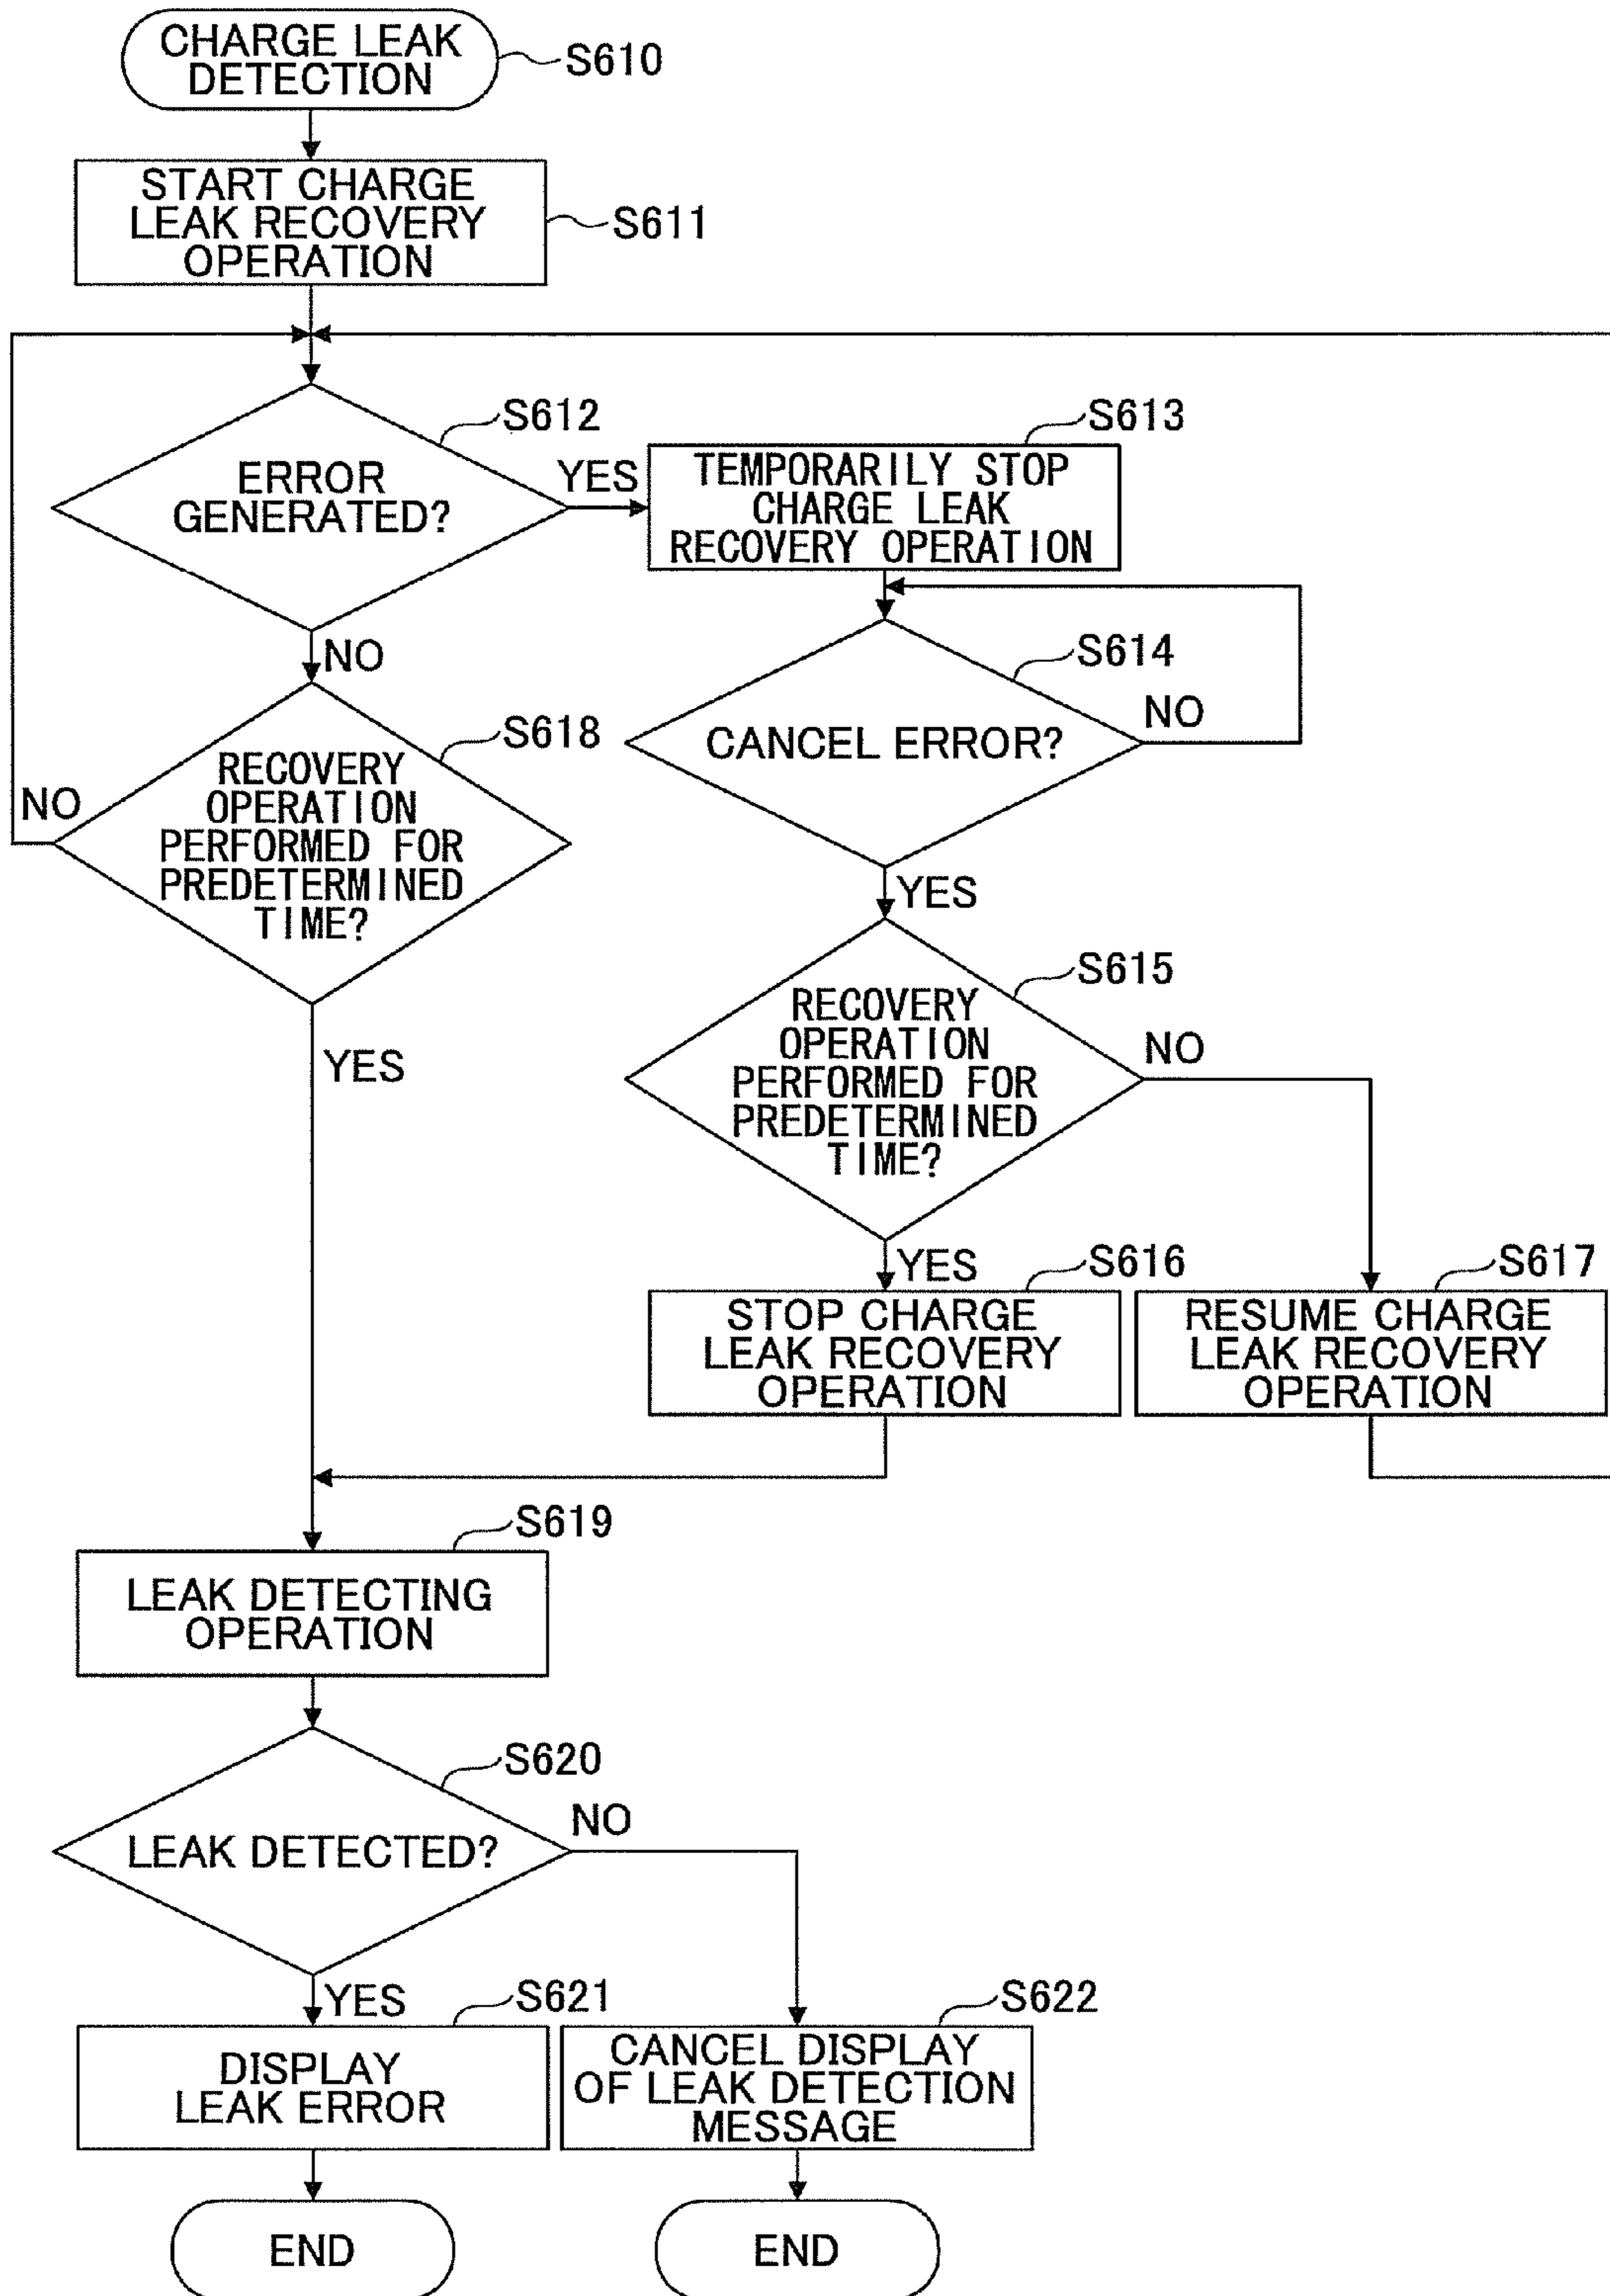 CHARGE LEAK
DETECTION
S610
START CHARGE
LEAK RECOVERY
OPERATION
S611
S612
ERROR
GENERATED?
YES
NO
S613
TEMPORARILY STOP
CHARGE LEAK
RECOVERY OPERATION
S614
CANCEL ERROR?
NO
YES
S618
RECOVERY
OPERATION
PERFORMED FOR
PREDETERMINED
TIME?
NO
YES
S615
RECOVERY
OPERATION
PERFORMED FOR
PREDETERMINED
TIME?
NO
YES
S616
STOP CHARGE
LEAK RECOVERY
OPERATION
S617
RESUME CHARGE
LEAK RECOVERY
OPERATION
S619
LEAK DETECTING
OPERATION
S620
LEAK DETECTED?
NO
YES
S621
DISPLAY
LEAK ERROR
S622
CANCEL DISPLAY
OF LEAK DETECTION
MESSAGE
END
END